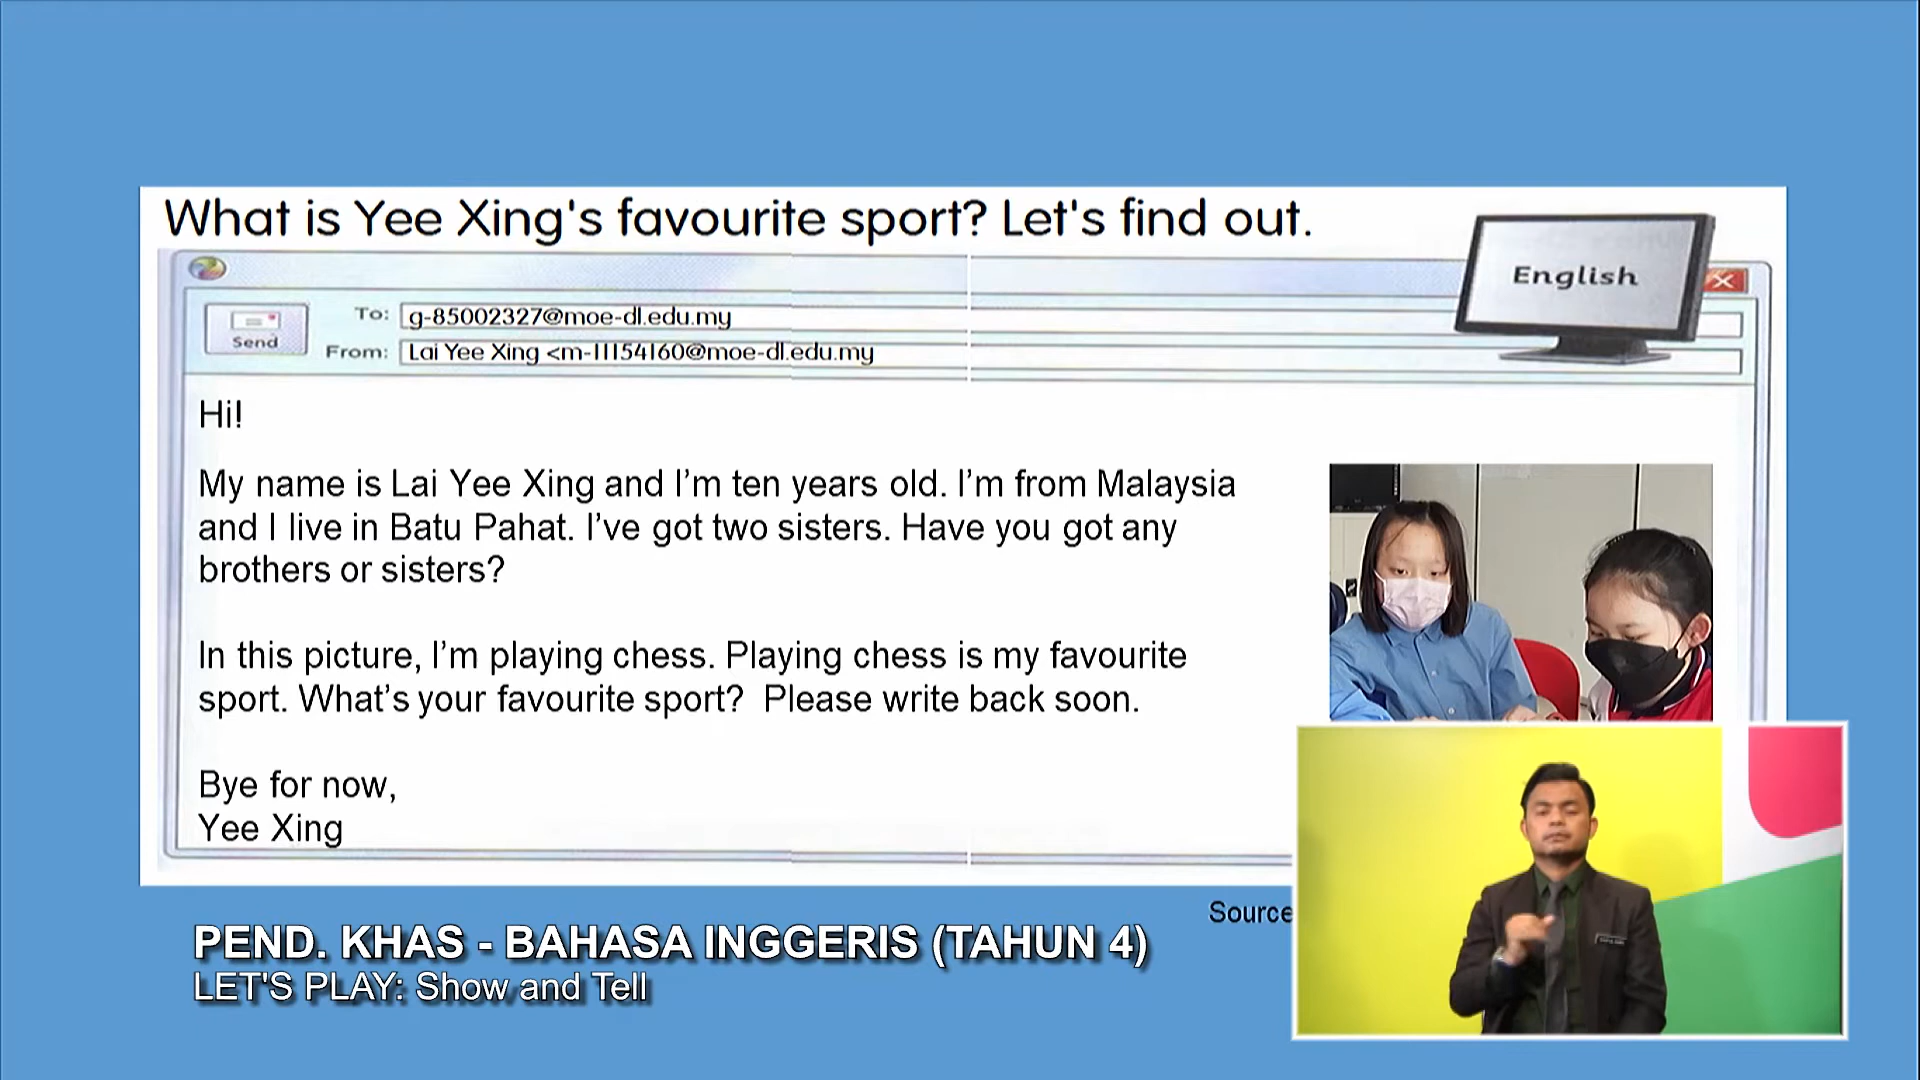 What is Yee Xing's favourite sport? Let's find out.
English
Send
To: g-85002327@moe-dl.edu.my
From: Lai Yee Xing <m-11154160@moe-dl.edu.my
Hi!
My name is Lai Yee Xing and I’m ten years old. I’m from Malaysia
and I live in Batu Pahat. I’ve got two sisters. Have you got any
brothers or sisters?
In this picture, I’m playing chess. Playing chess is my favourite
sport. What’s your favourite sport?  Please write back soon.
Bye for now,
Yee Xing
Source
PEND. KHAS - BAHASA INGGERIS (TAHUN 4)
LET'S PLAY: Show and Tell